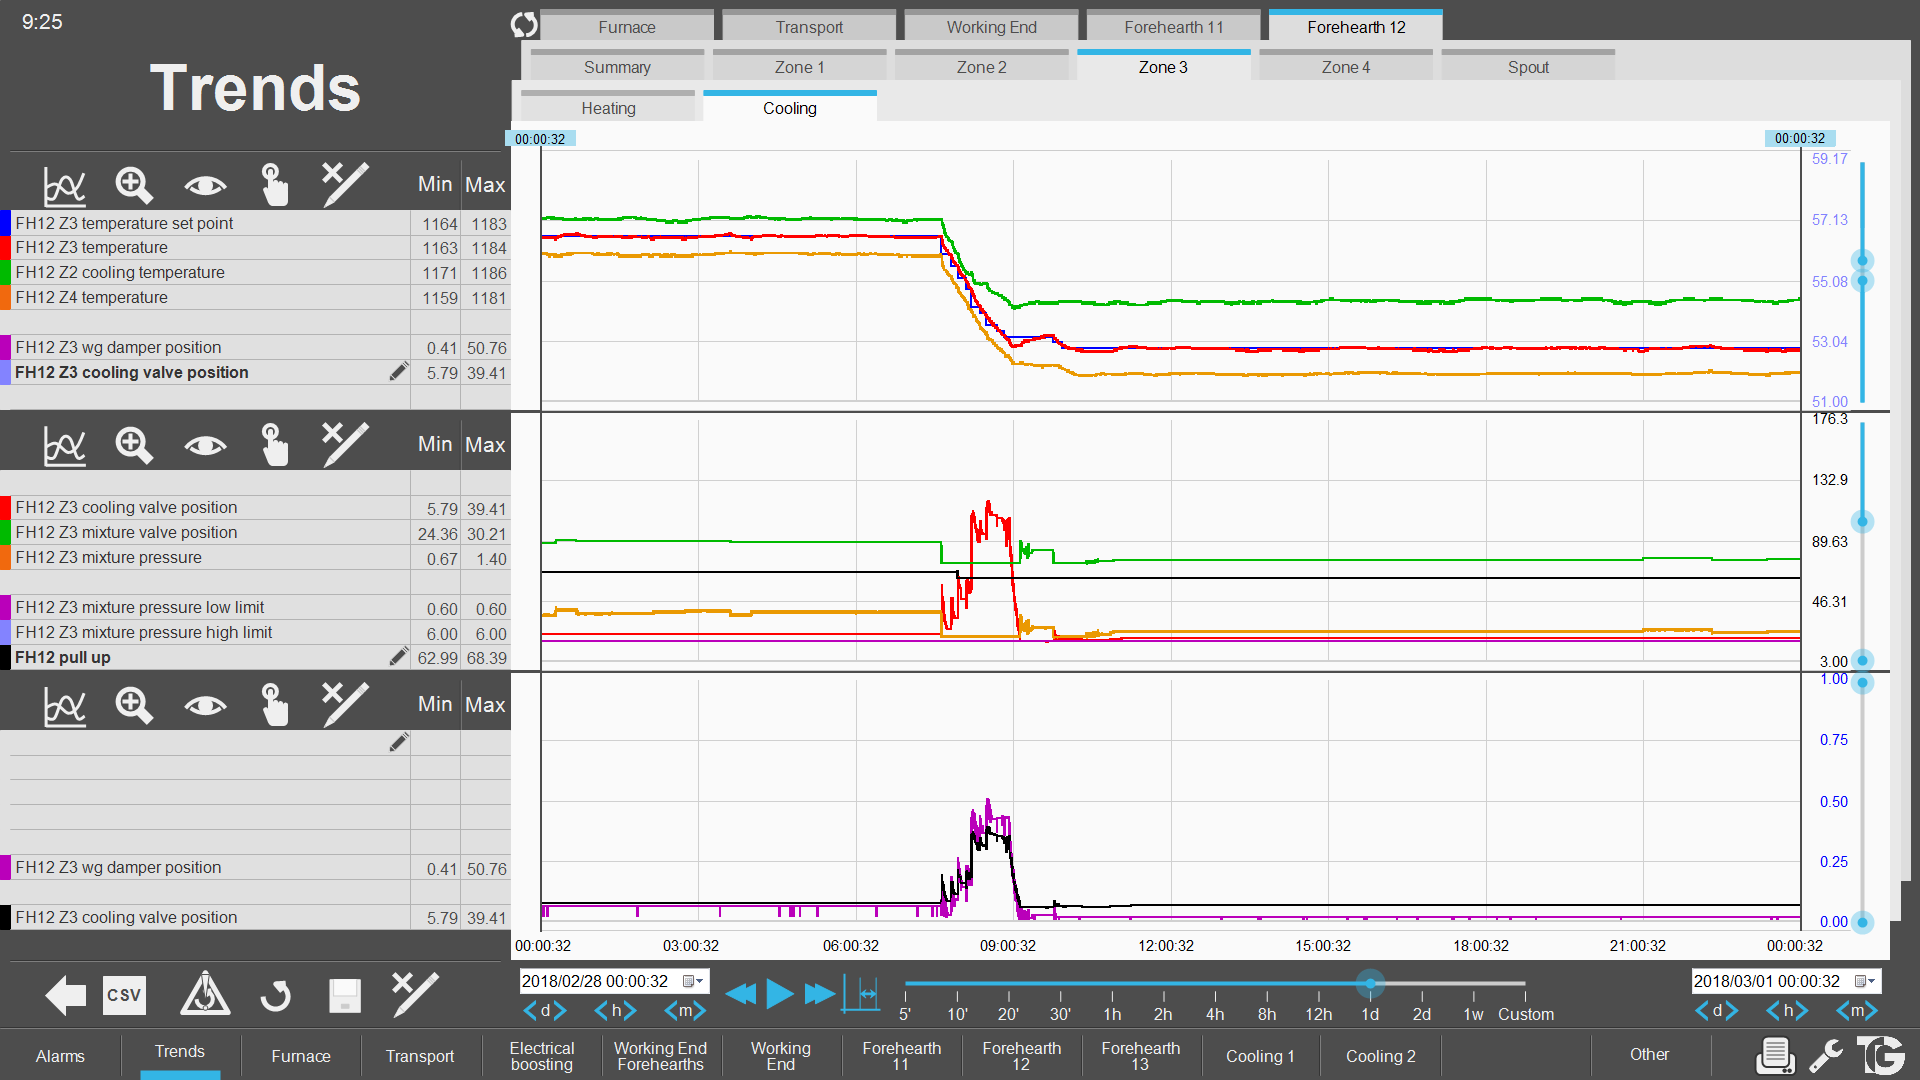 9:25
Trends
Furnace
Transport
Working End
Forehearth 11
Forehearth 12
Summary
Zone 1
Zone 2
Zone 3
Zone 4
Spout
Heating
Cooling
00:00:32
00:00:32
Min Max
FH12 Z3 temperature set point 1164 1183
FH12 Z3 temperature 1163 1184
FH12 Z2 cooling temperature 1171 1186
FH12 Z4 temperature 1159 1181
FH12 Z3 wg damper position 0.41 50.76
FH12 Z3 cooling valve position 5.79 39.41
59.17
57.13
55.08
53.04
51.00
Min Max
FH12 Z3 cooling valve position 5.79 39.41
FH12 Z3 mixture valve position 24.36 30.21
FH12 Z3 mixture pressure 0.67 1.40
FH12 Z3 mixture pressure low limit 0.60 0.60
FH12 Z3 mixture pressure high limit 6.00 6.00
FH12 pull up 62.99 68.39
176.3
132.9
89.63
46.31
3.00
Min Max
FH12 Z3 wg damper position 0.41 50.76
FH12 Z3 cooling valve position 5.79 39.41
1.00
0.75
0.50
0.25
0.00
00:00:32 03:00:32 06:00:32 09:00:32 12:00:32 15:00:32 18:00:32 21:00:32 00:00:32
CSV
2018/02/28 00:00:32
<d> <h> <m>
5' 10' 20' 30' 1h 2h 4h 8h 12h 1d 2d 1w Custom
2018/03/01 00:00:32
<d> <h> <m>
Alarms
Trends
Furnace
Transport
Electrical
boosting
Working End
Forehearths
Working
End
Forehearth
11
Forehearth
12
Forehearth
13
Cooling 1
Cooling 2
Other
TG